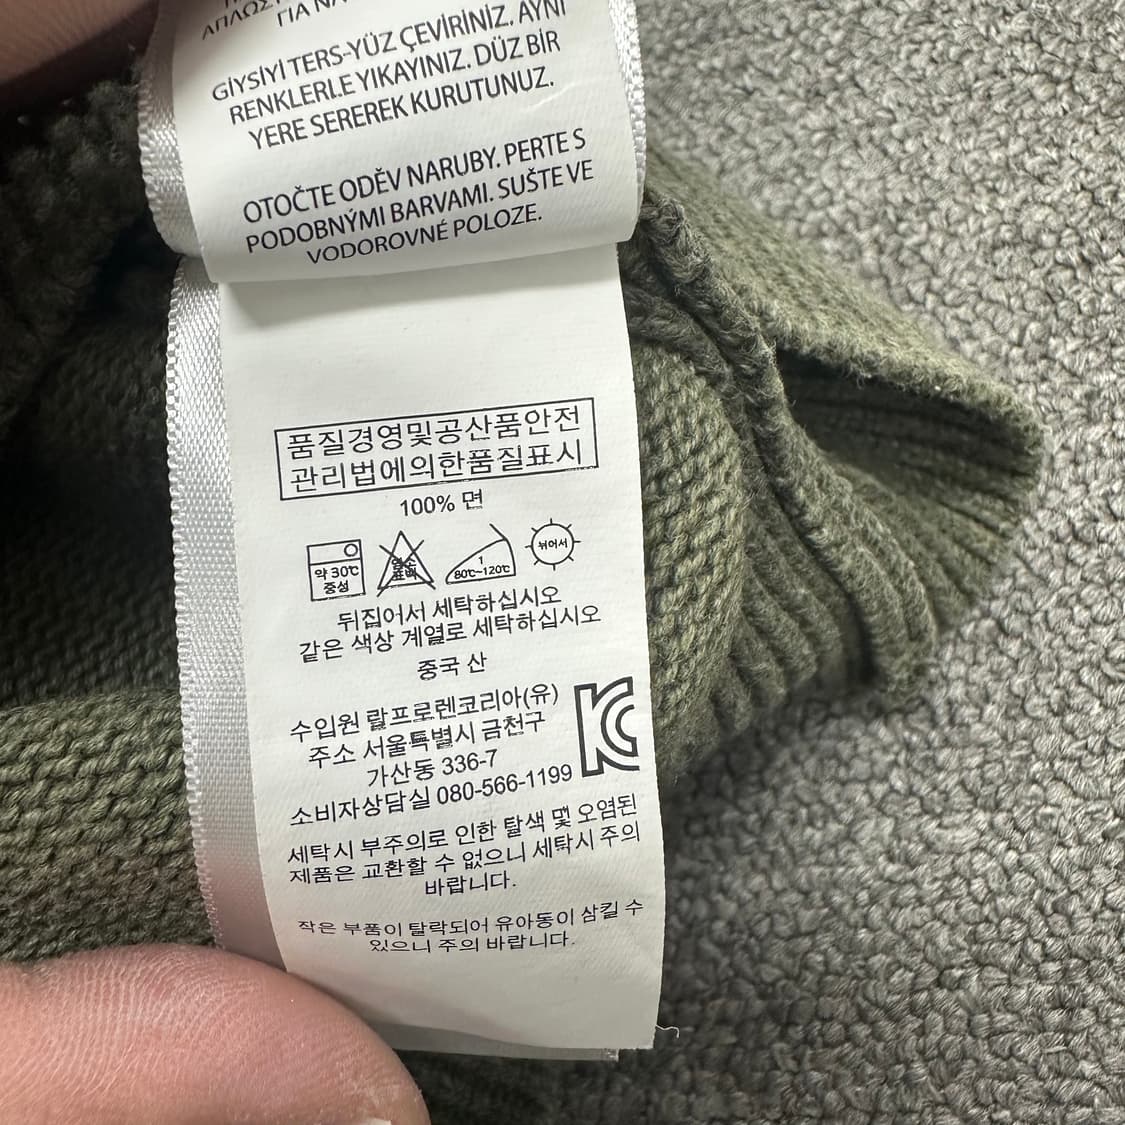 ΓΙΑ ΝΑ
GİYSİYİ TERS-YÜZ ÇEVİRİNİZ. AYNI
RENKLERLE YIKAYINIZ. DÜZ BİR
YERE SEREREK KURUTUNUZ.
OTOČTE ODĚV NARUBY. PERTE S
PODOBNÝMI BARVAMI. SUŠTE VE
VODOROVNÉ POLOZE.
품질경영및공산품안전
관리법에의한품질표시
100% 면
약 30℃
중성
염소
표백
1
80℃~120℃
뉘어서
뒤집어서 세탁하십시오
같은 색상 계열로 세탁하십시오
중국 산
수입원 랄프로렌코리아(유)
주소 서울특별시 금천구
가산동 336-7
소비자상담실 080-566-1199
세탁시 부주의로 인한 탈색 및 오염된
제품은 교환할 수 없으니 세탁시 주의
바랍니다.
작은 부품이 탈락되어 유아동이 삼킬 수
있으니 주의 바랍니다.